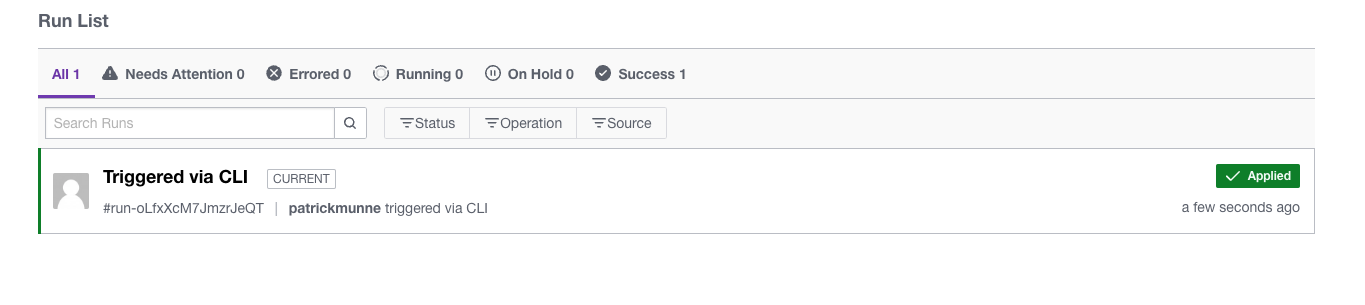 Run List
All 1 Needs Attention 0 Errored 0 Running 0 On Hold 0 Success 1
Search Runs Status Operation Source
Triggered via CLI CURRENT Applied
#run-oLfxXcM7JmzrJeQT | patrickmunne triggered via CLI a few seconds ago